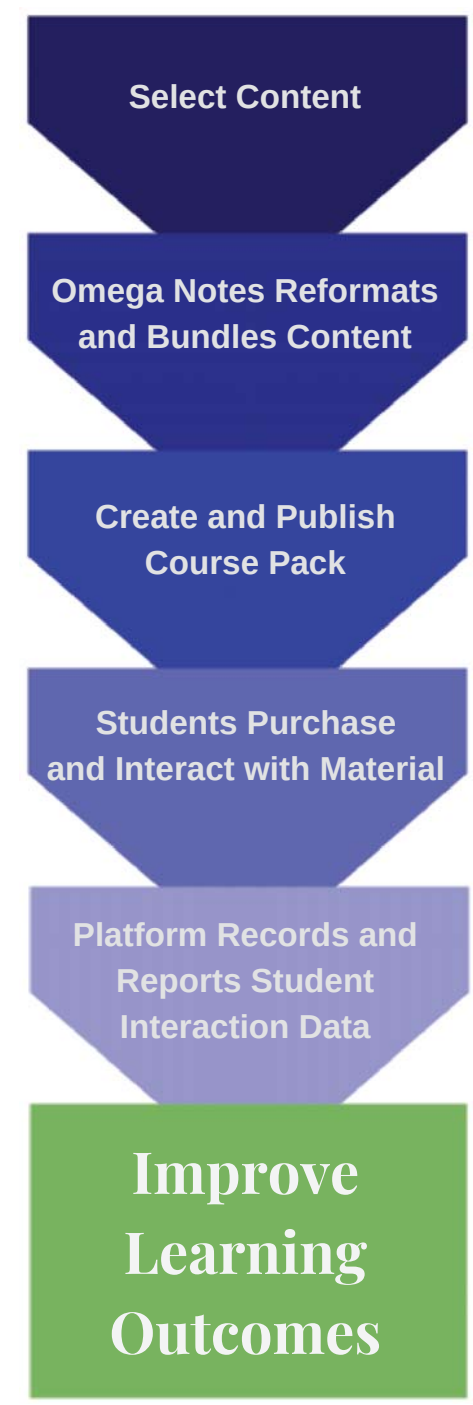 Select Content
Omega Notes Reformats
and Bundles Content
Create and Publish
Course Pack
Students Purchase
and Interact with Material
Platform Records and
Reports Student
Interaction Data
Improve
Learning
Outcomes